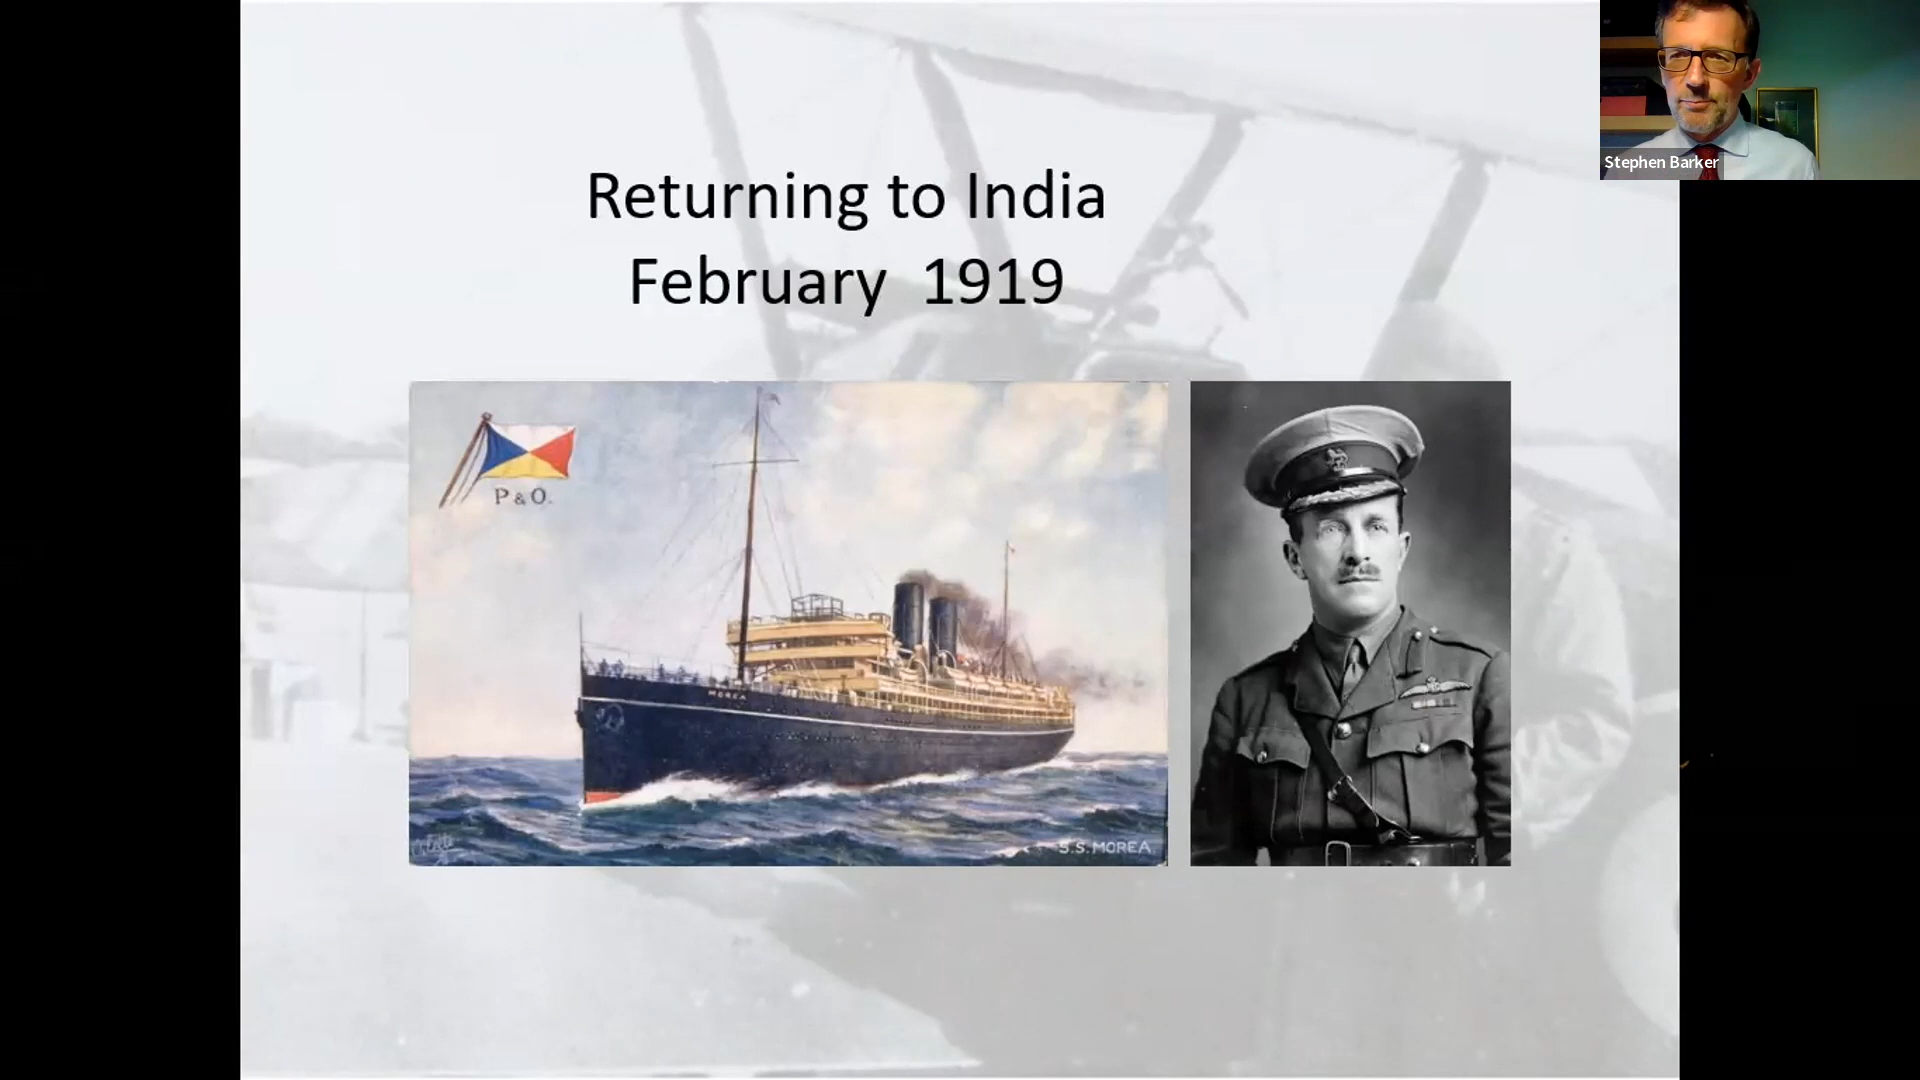 Returning to India
February 1919
P & O.
MOREA
S.S. MOREA.
Stephen Barker